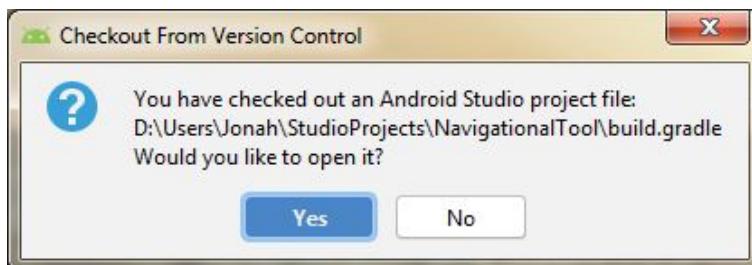 Checkout From Version Control
You have checked out an Android Studio project file:
D:\Users\Jonah\StudioProjects\NavigationalTool\build.gradle
Would you like to open it?
Yes No